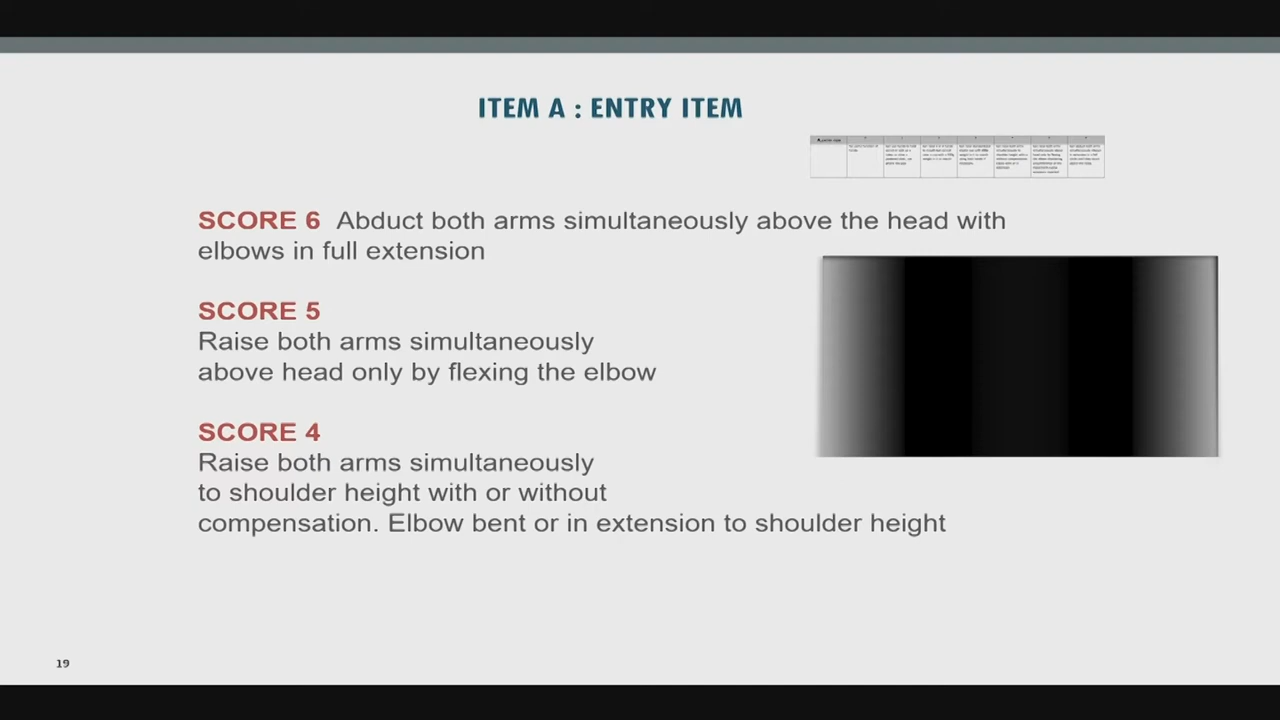 ITEM A : ENTRY ITEM
SCORE 6 Abduct both arms simultaneously above the head with
elbows in full extension
SCORE 5
Raise both arms simultaneously
above head only by flexing the elbow
SCORE 4
Raise both arms simultaneously
to shoulder height with or without
compensation. Elbow bent or in extension to shoulder height
19